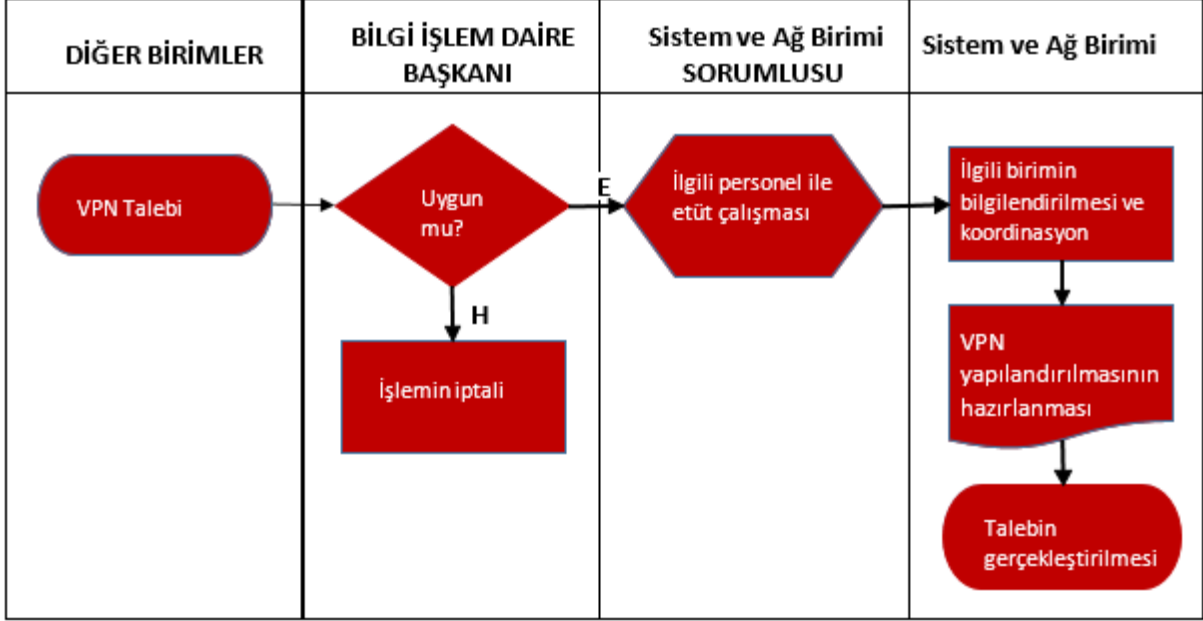 DİĞER BİRİMLER
BİLGİ İŞLEM DAİRE
BAŞKANI
Sistem ve Ağ Birimi
SORUMLUSU
Sistem ve Ağ Birimi
VPN Talebi
Uygun
mu?
E
H
İşlemin iptali
İlgili personel ile
etüt çalışması
İlgili birimin
bilgilendirilmesi ve
koordinasyon
VPN
yapılandırılmasının
hazırlanması
Talebin
gerçekleştirilmesi